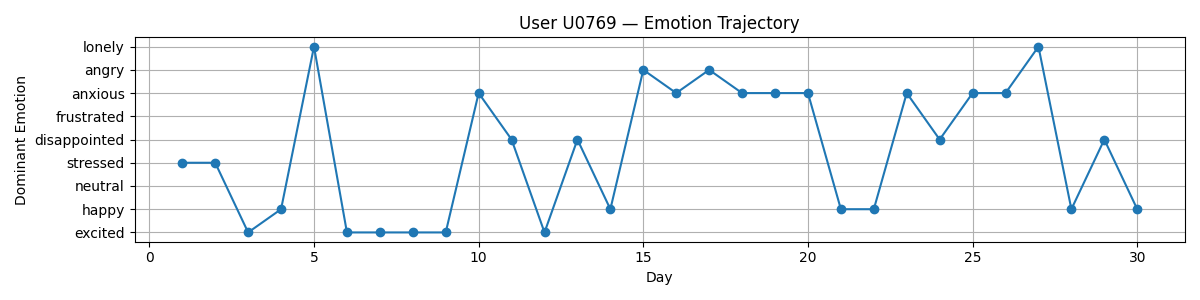 User U0769 — Emotion Trajectory
Dominant Emotion
lonely
angry
anxious
frustrated
disappointed
stressed
neutral
happy
excited
0 5 10 15 20 25 30
Day